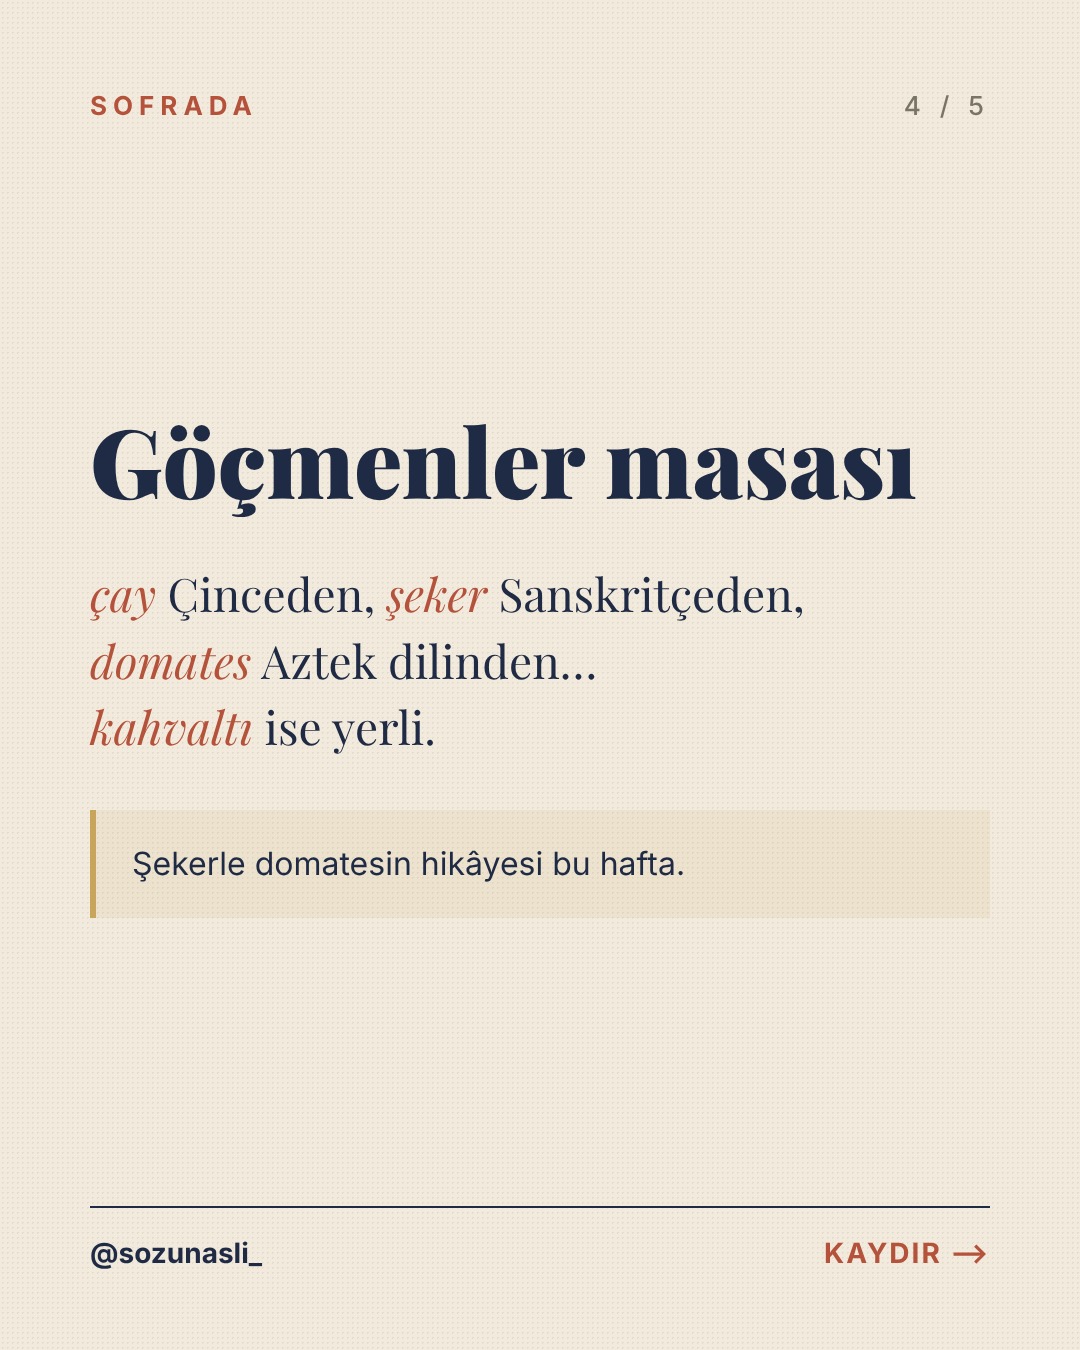 SOFRADA
4 / 5
Göçmenler masası
çay Çinceden, şeker Sanskritçeden,
domates Aztek dilinden...
kahvaltı ise yerli.
Şekerle domatesin hikâyesi bu hafta.
@sozunasli_
KAYDIR →